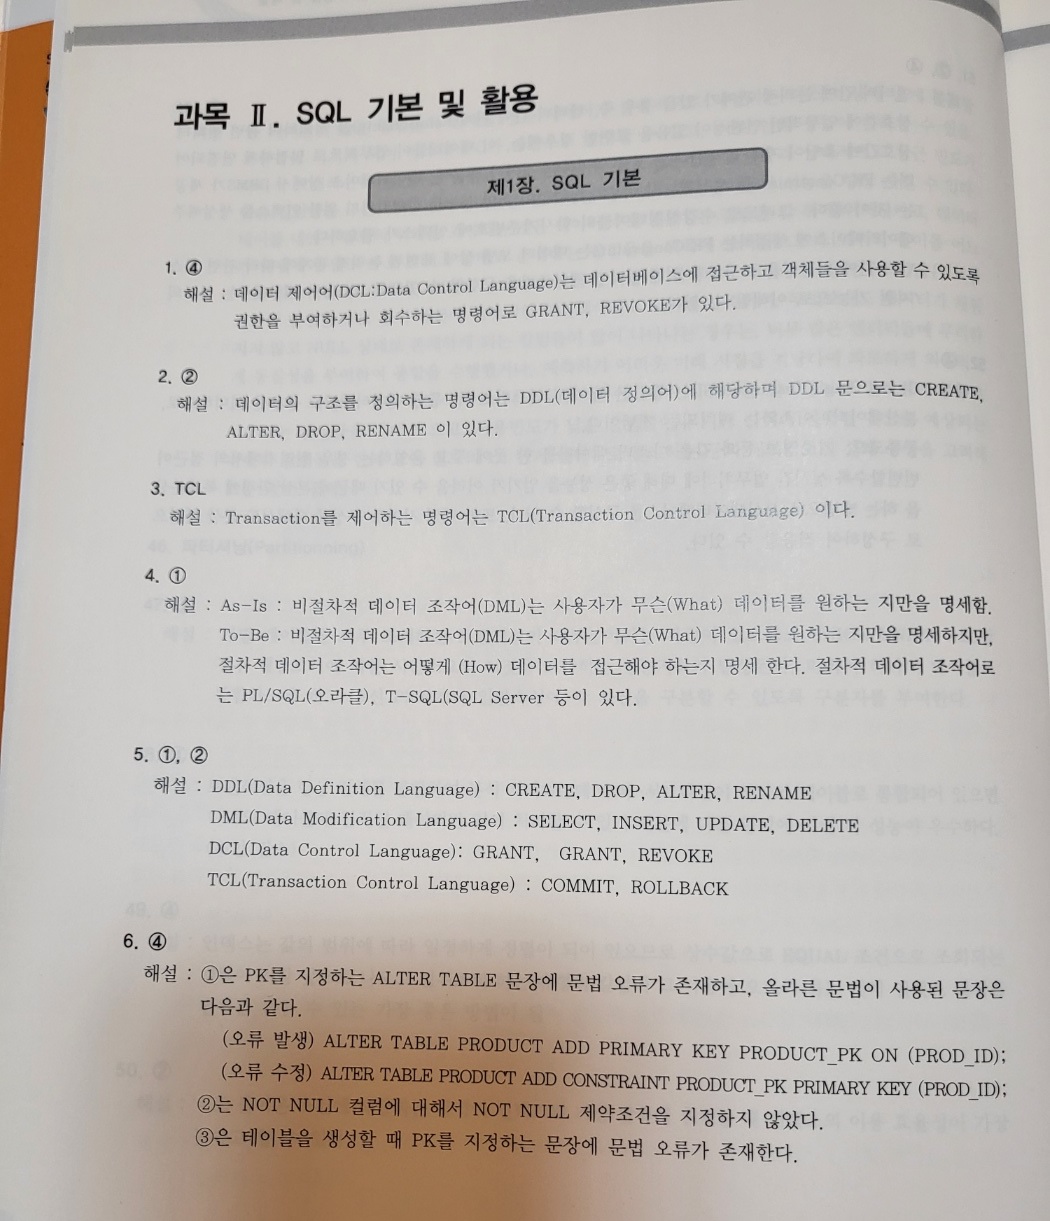 과목 Ⅱ. SQL 기본 및 활용
제1장. SQL 기본
1. ④
해설 : 데이터 제어어(DCL:Data Control Language)는 데이터베이스에 접근하고 객체들을 사용할 수 있도록
권한을 부여하거나 회수하는 명령어로 GRANT, REVOKE가 있다.
2. ②
해설 : 데이터의 구조를 정의하는 명령어는 DDL(데이터 정의어)에 해당하며 DDL 문으로는 CREATE,
ALTER, DROP, RENAME 이 있다.
3. TCL
해설 : Transaction를 제어하는 명령어는 TCL(Transaction Control Language) 이다.
4. ①
해설 : As-Is : 비절차적 데이터 조작어(DML)는 사용자가 무슨(What) 데이터를 원하는 지만을 명세함.
To-Be : 비절차적 데이터 조작어(DML)는 사용자가 무슨(What) 데이터를 원하는 지만을 명세하지만,
절차적 데이터 조작어는 어떻게 (How) 데이터를 접근해야 하는지 명세 한다. 절차적 데이터 조작어로
는 PL/SQL(오라클), T-SQL(SQL Server 등이 있다.
5. ①, ②
해설 : DDL(Data Definition Language) : CREATE, DROP, ALTER, RENAME
DML(Data Modification Language) : SELECT, INSERT, UPDATE, DELETE
DCL(Data Control Language): GRANT, GRANT, REVOKE
TCL(Transaction Control Language) : COMMIT, ROLLBACK
6. ④
해설 : ①은 PK를 지정하는 ALTER TABLE 문장에 문법 오류가 존재하고, 올라른 문법이 사용된 문장은
다음과 같다.
(오류 발생) ALTER TABLE PRODUCT ADD PRIMARY KEY PRODUCT_PK ON (PROD_ID);
(오류 수정) ALTER TABLE PRODUCT ADD CONSTRAINT PRODUCT_PK PRIMARY KEY (PROD_ID);
②는 NOT NULL 컬럼에 대해서 NOT NULL 제약조건을 지정하지 않았다.
③은 테이블을 생성할 때 PK를 지정하는 문장에 문법 오류가 존재한다.